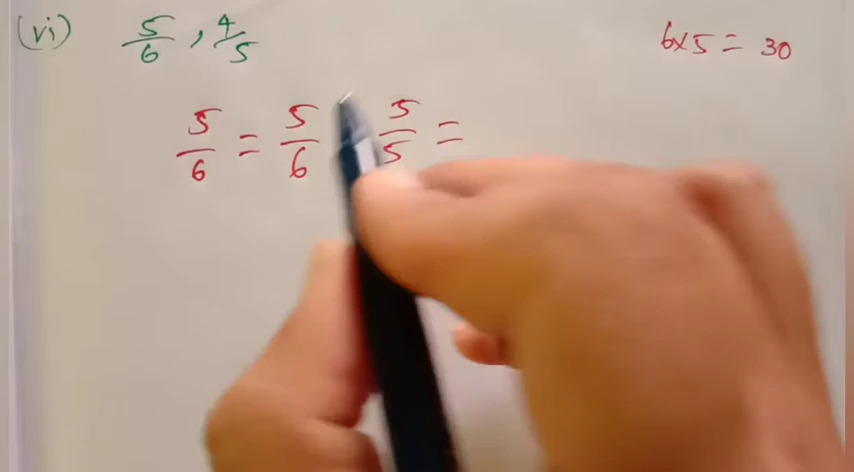 (vi) 5/6 , 4/5 6x5 = 30
5/6 = 5/6 5/5 =